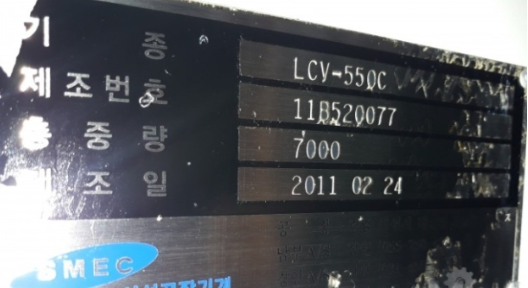 기 종 LCV-550C
제조번호 11B520077
총 중 량 7000
제 조 일 2011 02 24
SMEC